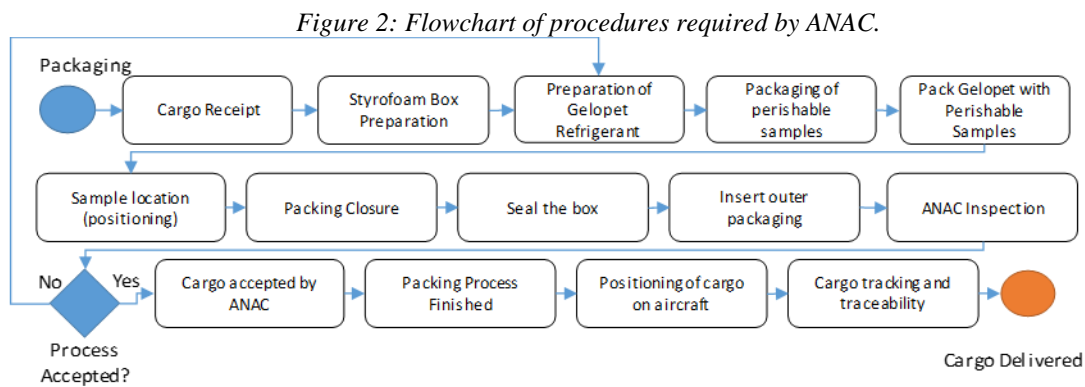 Figure 2: Flowchart of procedures required by ANAC.
Packaging
Cargo Receipt
Styrofoam Box
Preparation
Preparation of
Gelopet
Refrigerant
Packaging of
perishable
samples
Pack Gelopet with
Perishable
Samples
Sample location
(positioning)
Packing Closure
Seal the box
Insert outer
packaging
ANAC Inspection
No
Yes
Process
Accepted?
Cargo accepted by
ANAC
Packing Process
Finished
Positioning of cargo
on aircraft
Cargo tracking and
traceability
Cargo Delivered